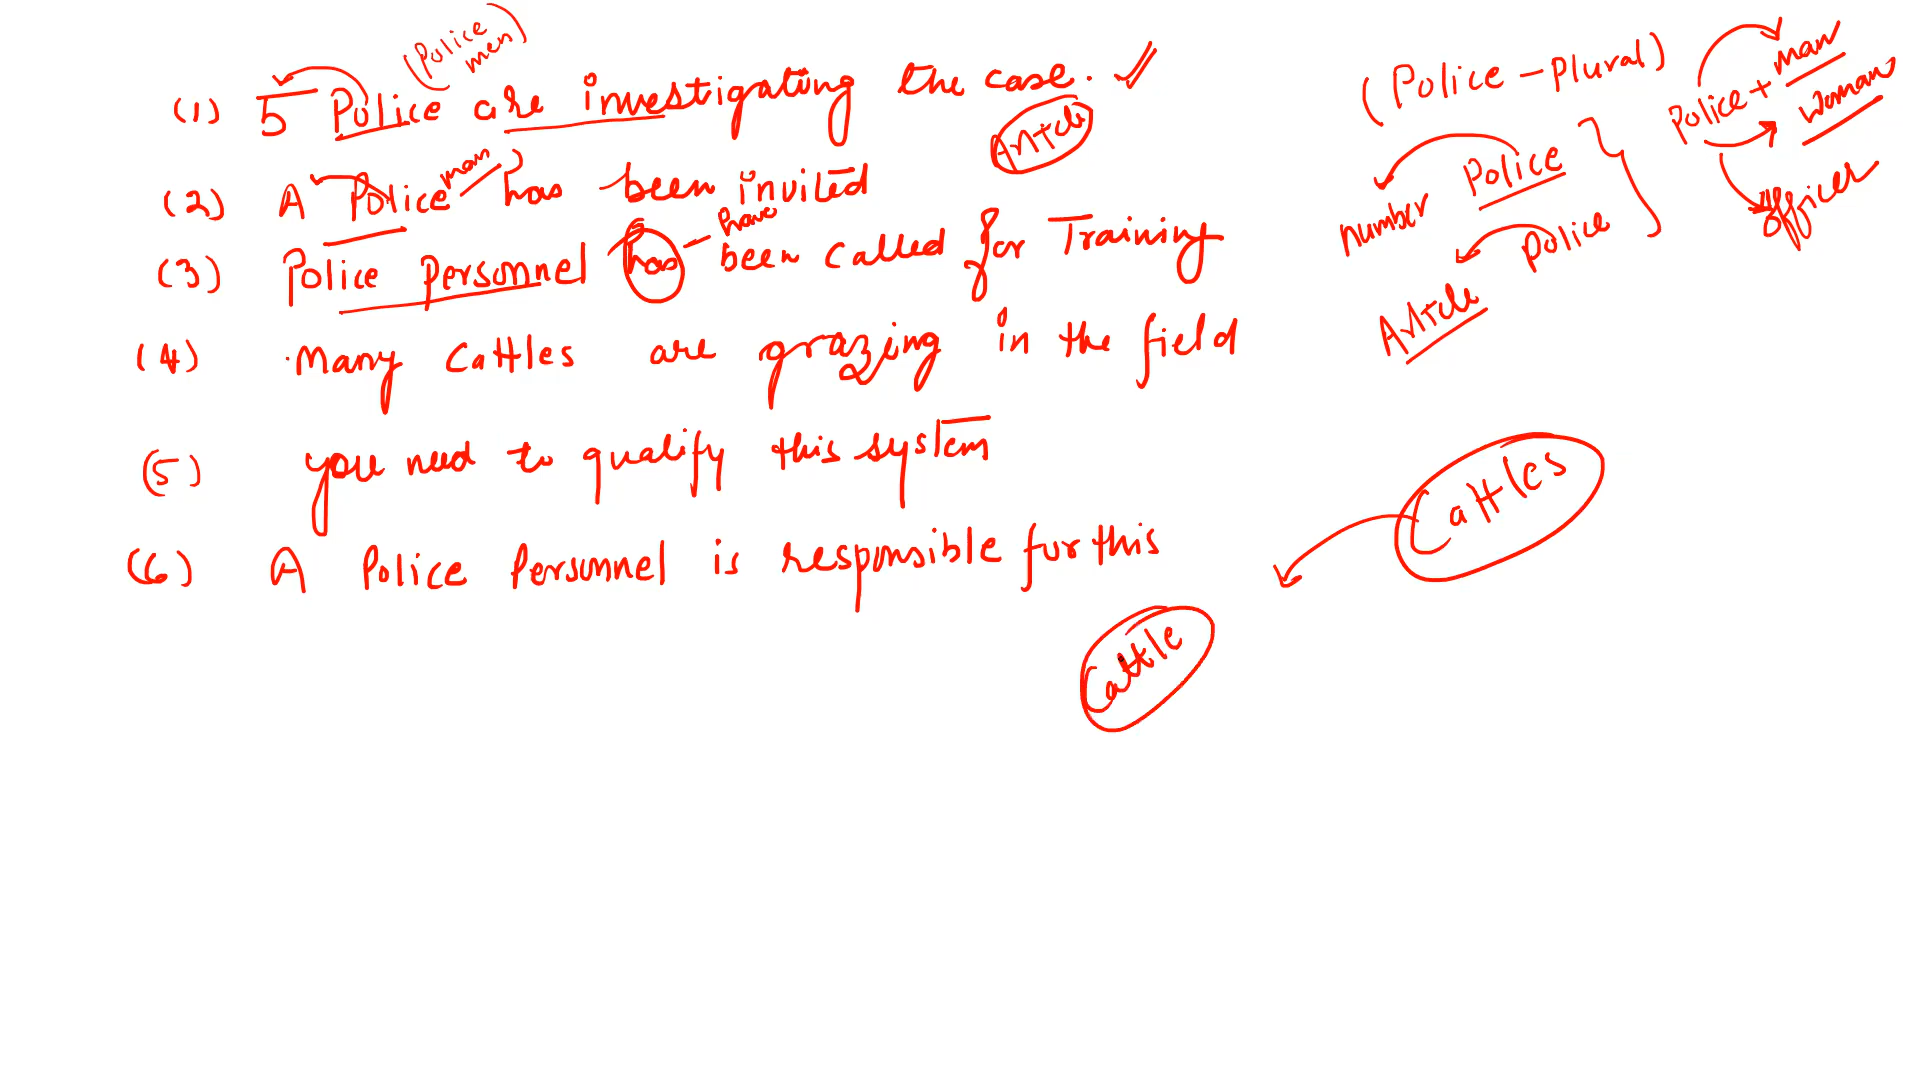 (Police men)
(1) 5 Police are investigating the case.
Article
(2) A Police man has been invited
(3) Police Personnel has - have been called for Training
(4) Many Cattles are grazing in the field
(5) you need to qualify this system
(6) A Police Personnel is responsible for this
(Police - Plural)
Police + man
woman
officer
number Police
Article Police
Cattles
Cattle